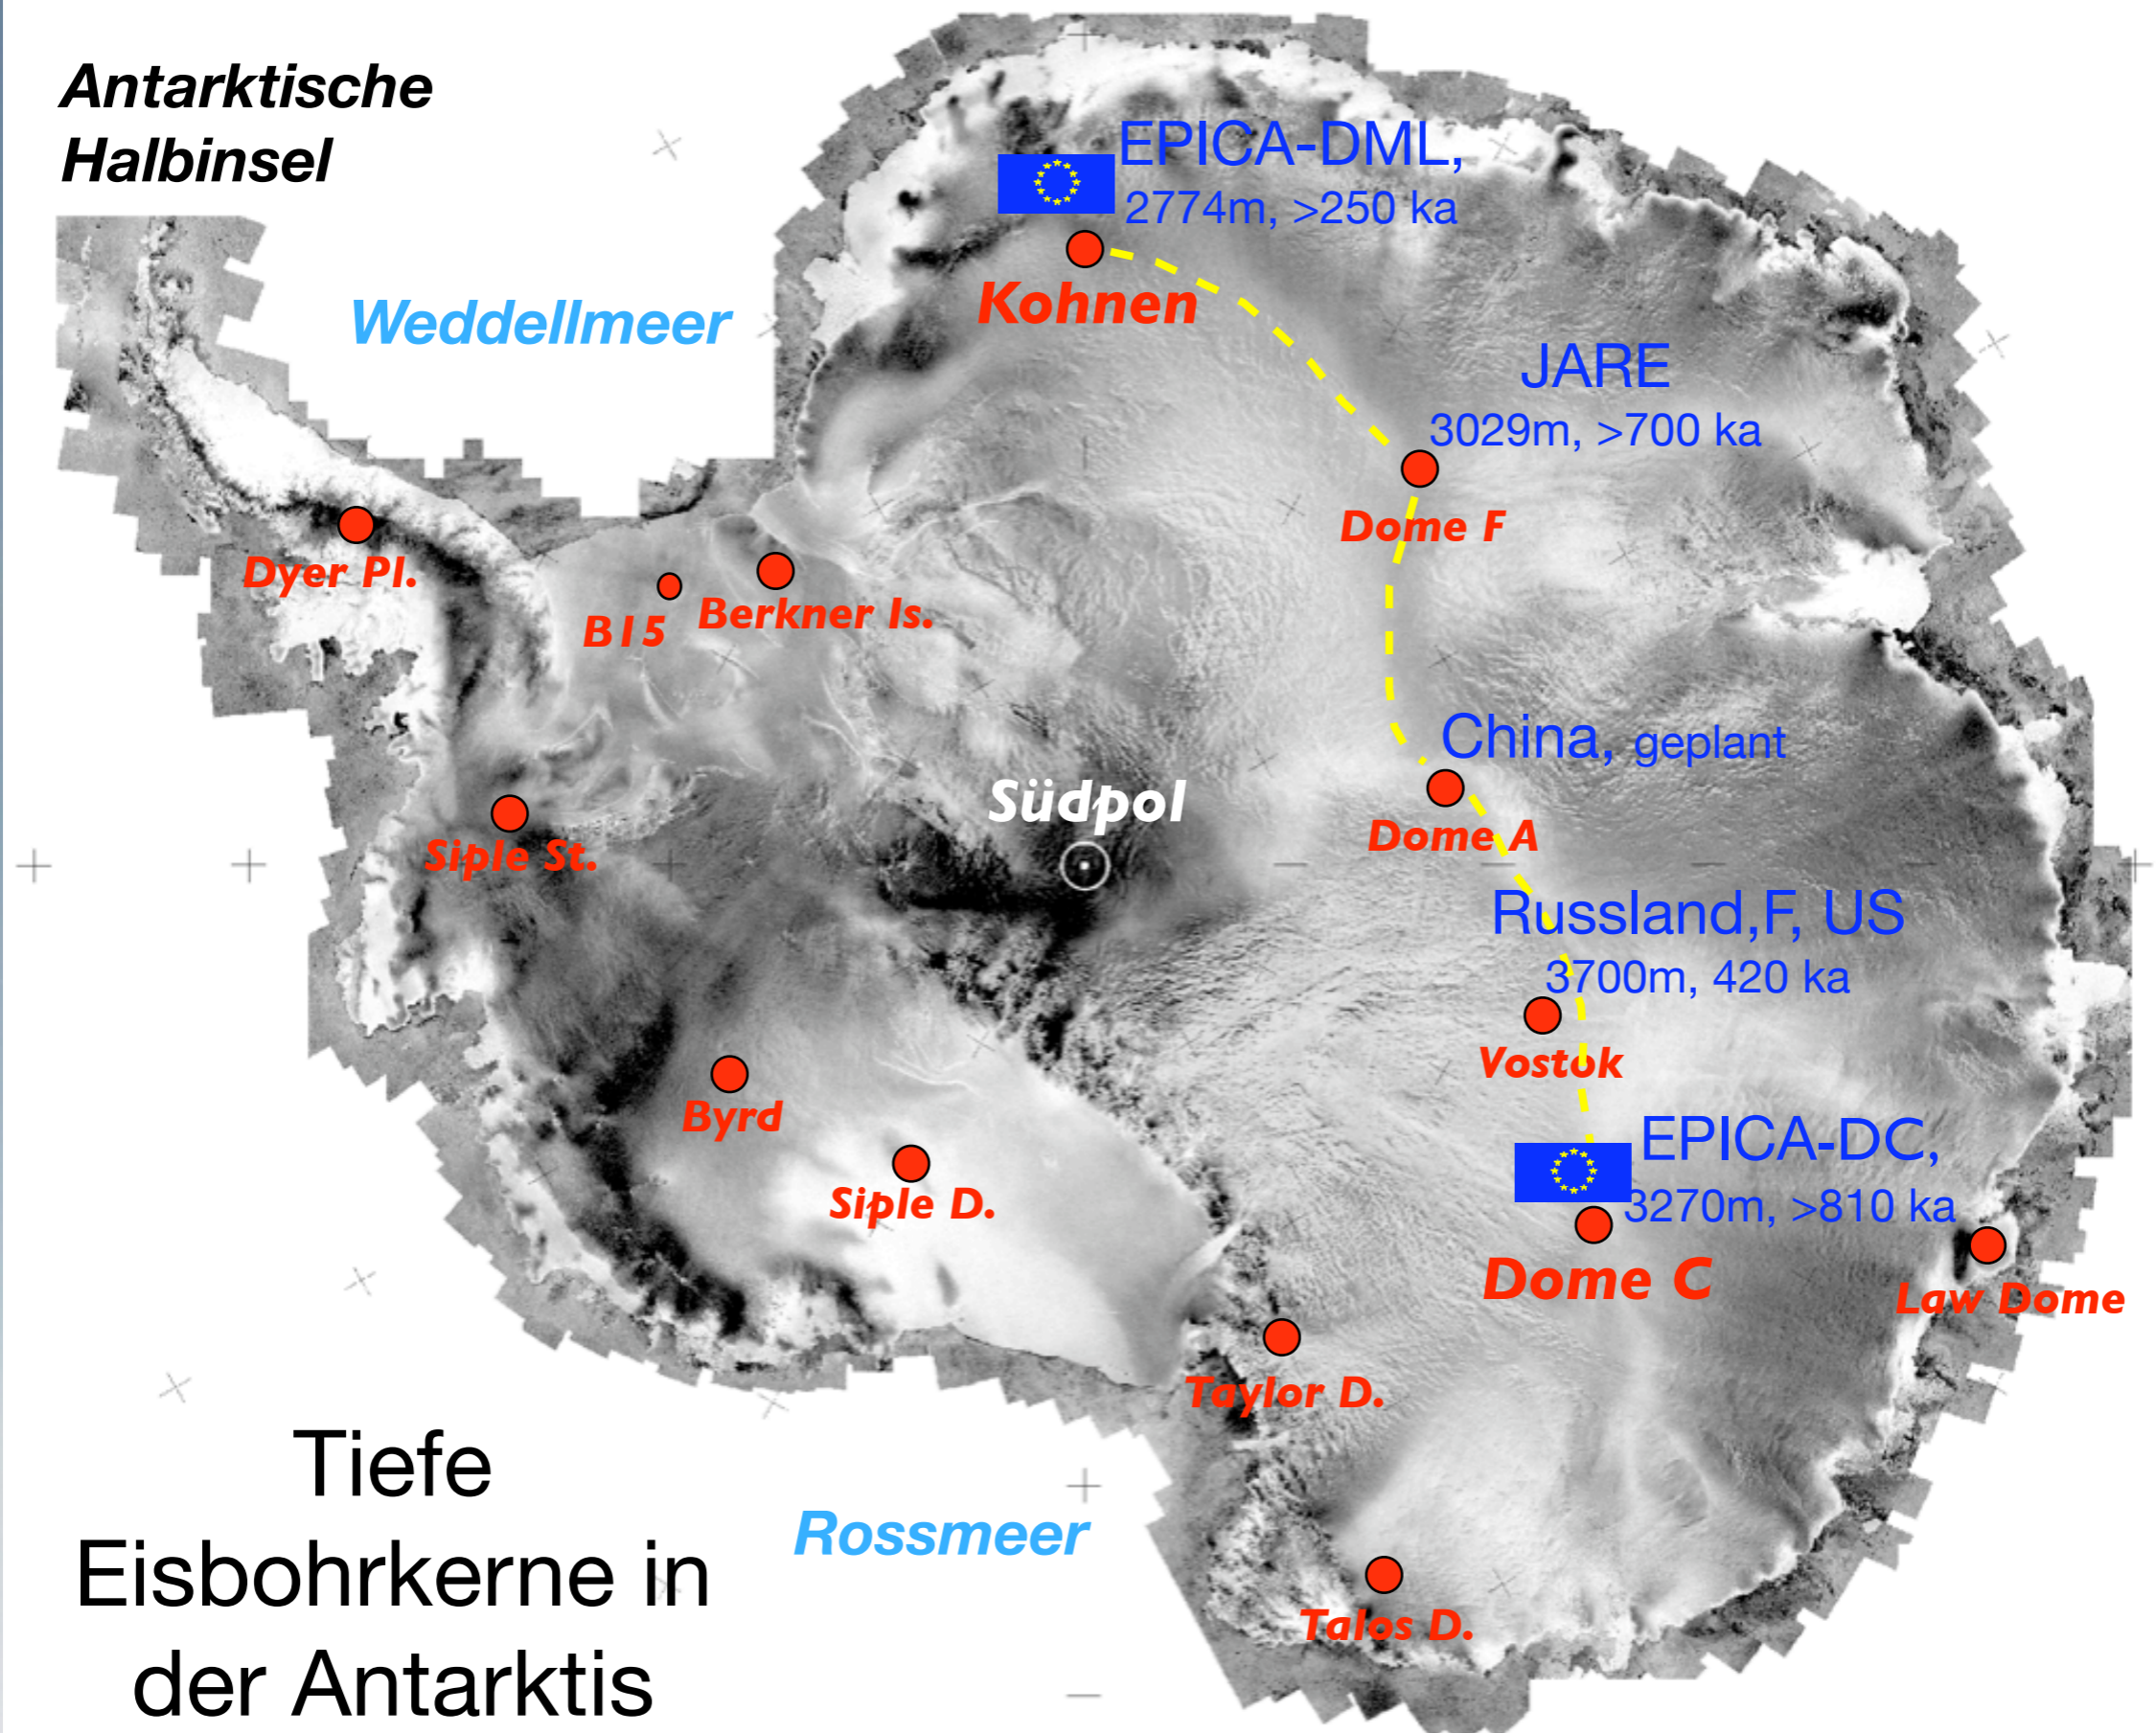 Antarktische
Halbinsel
EPICA-DML,
2774m, >250 ka
Kohnen
Weddellmeer
JARE
3029m, >700 ka
Dome F
Dyer Pl.
B15
Berkner Is.
China, geplant
Südpol
Dome A
Siple St.
Russland,F, US
3700m, 420 ka
Vostok
Byrd
EPICA-DC,
3270m, >810 ka
Siple D.
Dome C
Law Dome
Taylor D.
Tiefe
Eisbohrkerne in
der Antarktis
Rossmeer
Talos D.